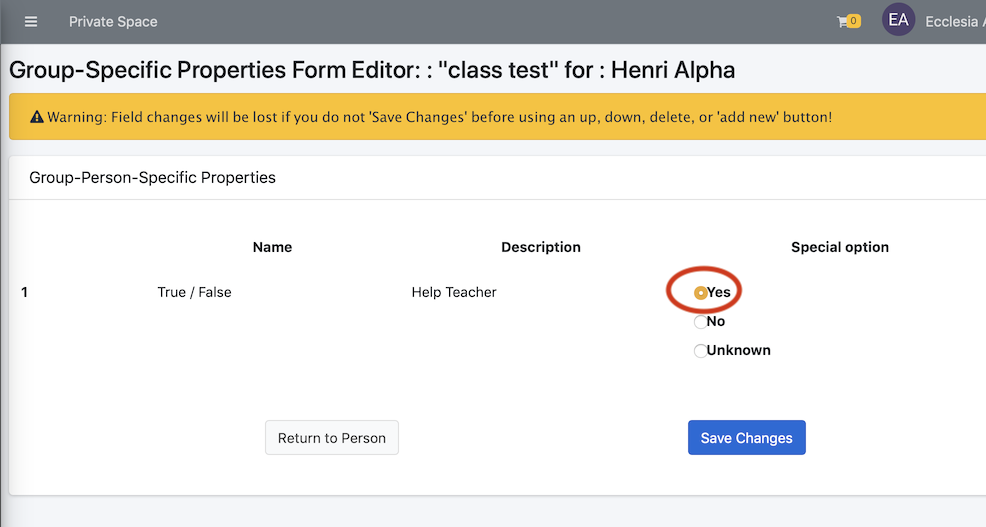 Private Space
0
EA
Ecclesia A
Group-Specific Properties Form Editor: : "class test" for : Henri Alpha
Warning: Field changes will be lost if you do not 'Save Changes' before using an up, down, delete, or 'add new' button!
Group-Person-Specific Properties
Name Description Special option
1 True / False Help Teacher Yes
No
Unknown
Return to Person Save Changes